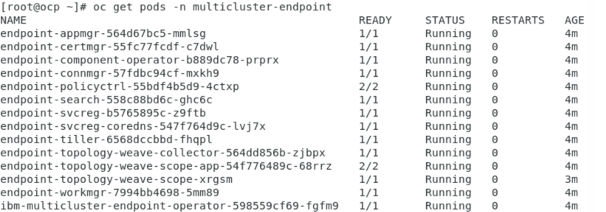 [root@ocp ~]# oc get pods -n multicluster-endpoint
NAME READY STATUS RESTARTS AGE
endpoint-appmgr-564d67bc5-mmlsg 1/1 Running 0 4m
endpoint-certmgr-55fc77fcdf-c7dwl 1/1 Running 0 4m
endpoint-component-operator-b889dc78-prprx 1/1 Running 0 4m
endpoint-connmgr-57fdbc94cf-mxkh9 1/1 Running 0 4m
endpoint-policyctrl-55bdf4b5d9-4ctxp 2/2 Running 0 4m
endpoint-search-558c88bd6c-ghc6c 1/1 Running 0 4m
endpoint-svcreg-b5765895c-z9ftb 1/1 Running 0 4m
endpoint-svcreg-coredns-547f764d9c-lvj7x 1/1 Running 0 4m
endpoint-tiller-6568dccbbd-fhqpl 1/1 Running 0 4m
endpoint-topology-weave-collector-564dd856b-zjbpx 1/1 Running 0 4m
endpoint-topology-weave-scope-app-54f776489c-68rrz 2/2 Running 0 4m
endpoint-topology-weave-scope-xrgsm 1/1 Running 0 3m
endpoint-workmgr-7994bb4698-5mm89 1/1 Running 0 4m
ibm-multicluster-endpoint-operator-598559cf69-fgfm9 1/1 Running 0 4m